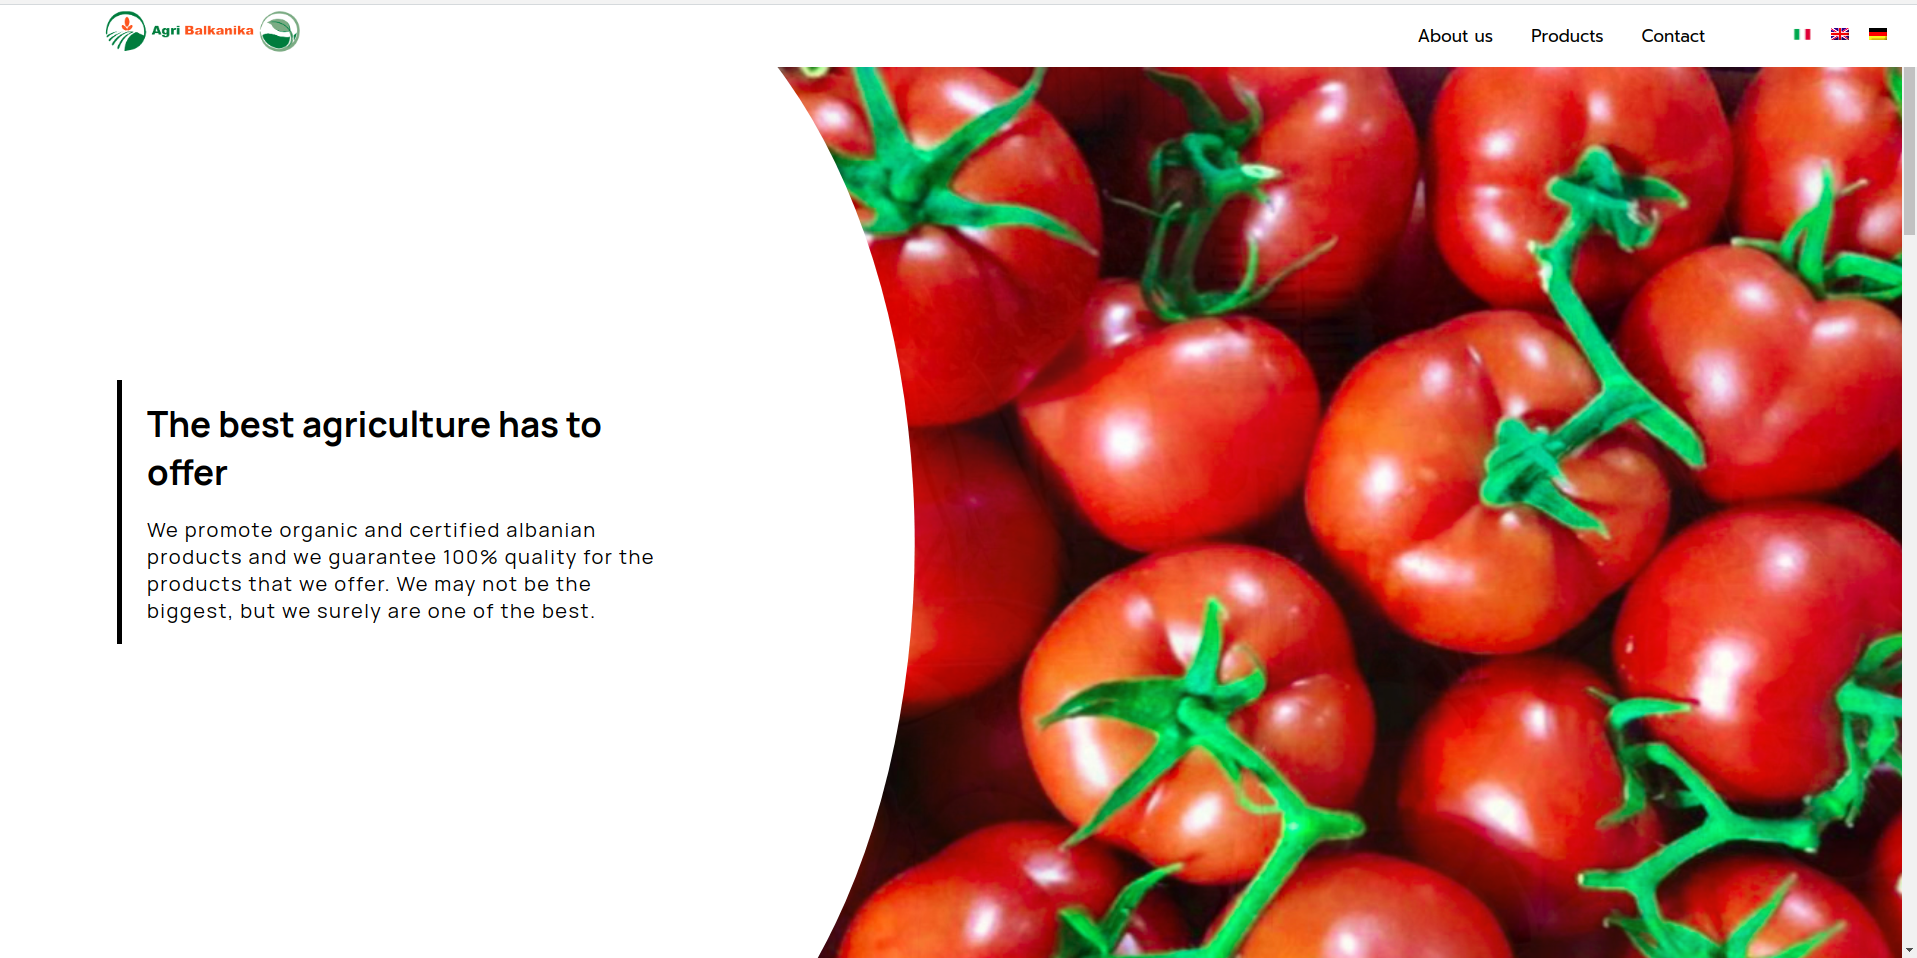 Agri Balkanika
About us
Products
Contact
The best agriculture has to
offer
We promote organic and certified albanian
products and we guarantee 100% quality for the
products that we offer. We may not be the
biggest, but we surely are one of the best.